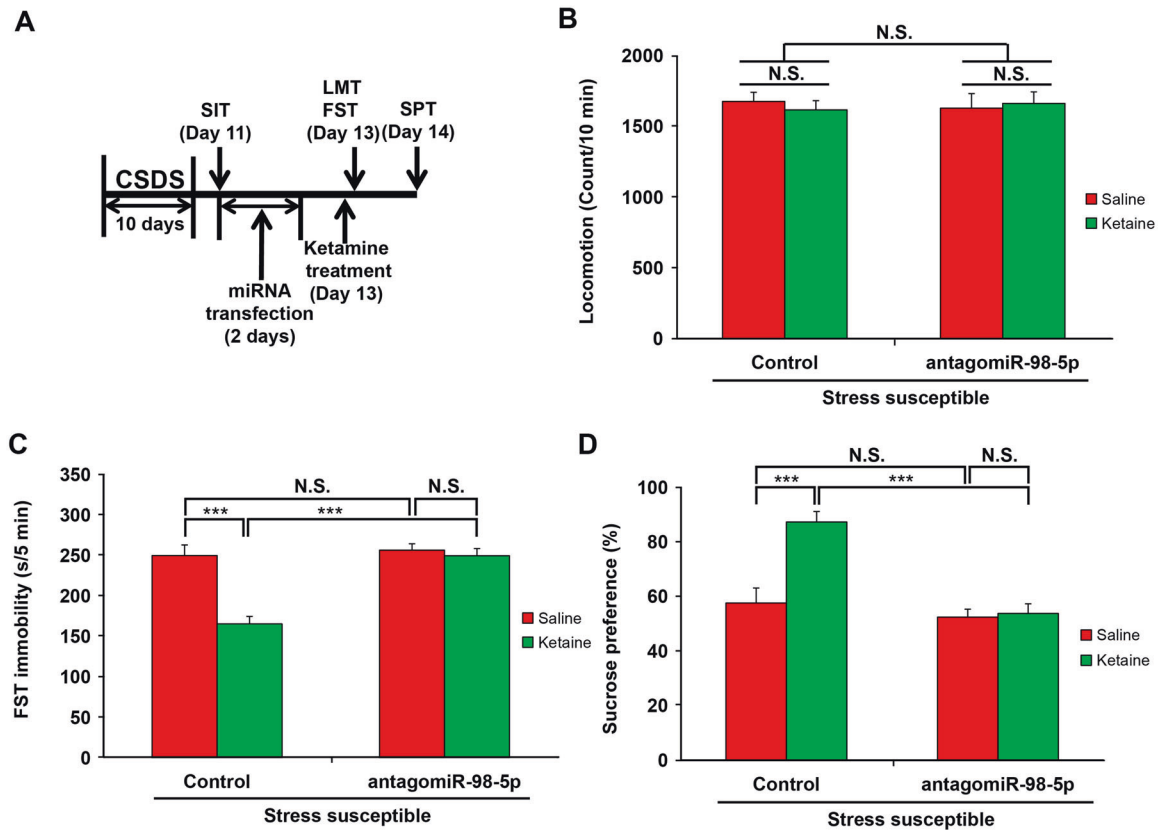 A
SIT
(Day 11)
LMT
FST
(Day 13)
SPT
(Day 14)
CSDS
10 days
miRNA
transfection
(2 days)
Ketamine
treatment
(Day 13)
B
N.S.
N.S.
N.S.
Locomotion (Count/10 min)
2000
1500
1000
500
0
Saline
Ketaine
Control
antagomiR-98-5p
Stress susceptible
C
N.S.
N.S.
***
***
FST immobility (s/5 min)
350
300
250
200
150
100
50
0
Saline
Ketaine
Control
antagomiR-98-5p
Stress susceptible
D
N.S.
N.S.
***
***
Sucrose preference (%)
100
80
60
40
20
0
Saline
Ketaine
Control
antagomiR-98-5p
Stress susceptible